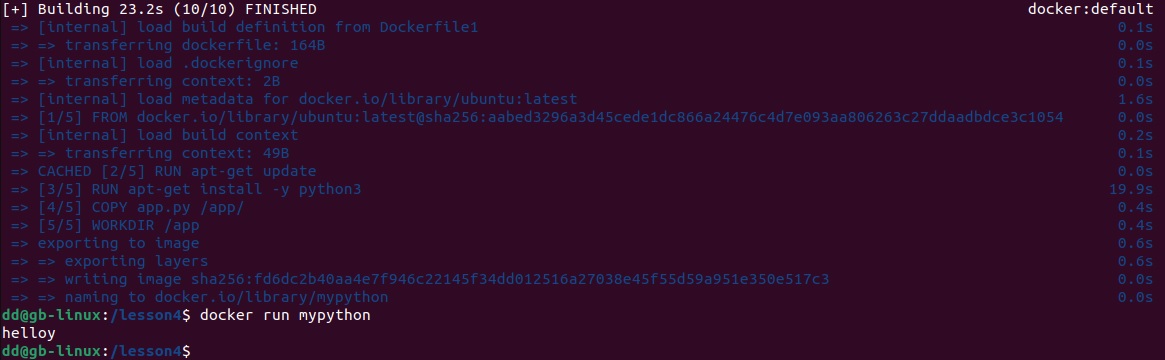 [+] Building 23.2s (10/10) FINISHED docker:default
=> [internal] load build definition from Dockerfile1 0.1s
=> => transferring dockerfile: 164B 0.0s
=> [internal] load .dockerignore 0.1s
=> => transferring context: 2B 0.0s
=> [internal] load metadata for docker.io/library/ubuntu:latest 1.6s
=> [1/5] FROM docker.io/library/ubuntu:latest@sha256:aabed3296a3d45cede1dc866a24476c4d7e093aa806263c27ddaadbdce3c1054 0.0s
=> [internal] load build context 0.2s
=> => transferring context: 49B 0.1s
=> CACHED [2/5] RUN apt-get update 0.0s
=> [3/5] RUN apt-get install -y python3 19.9s
=> [4/5] COPY app.py /app/ 0.4s
=> [5/5] WORKDIR /app 0.4s
=> exporting to image 0.6s
=> => exporting layers 0.6s
=> => writing image sha256:fd6dc2b40aa4e7f946c22145f34dd012516a27038e45f55d59a951e350e517c3 0.0s
=> => naming to docker.io/library/mypython 0.0s
dd@gb-linux:/lesson4$ docker run mypython
helloy
dd@gb-linux:/lesson4$